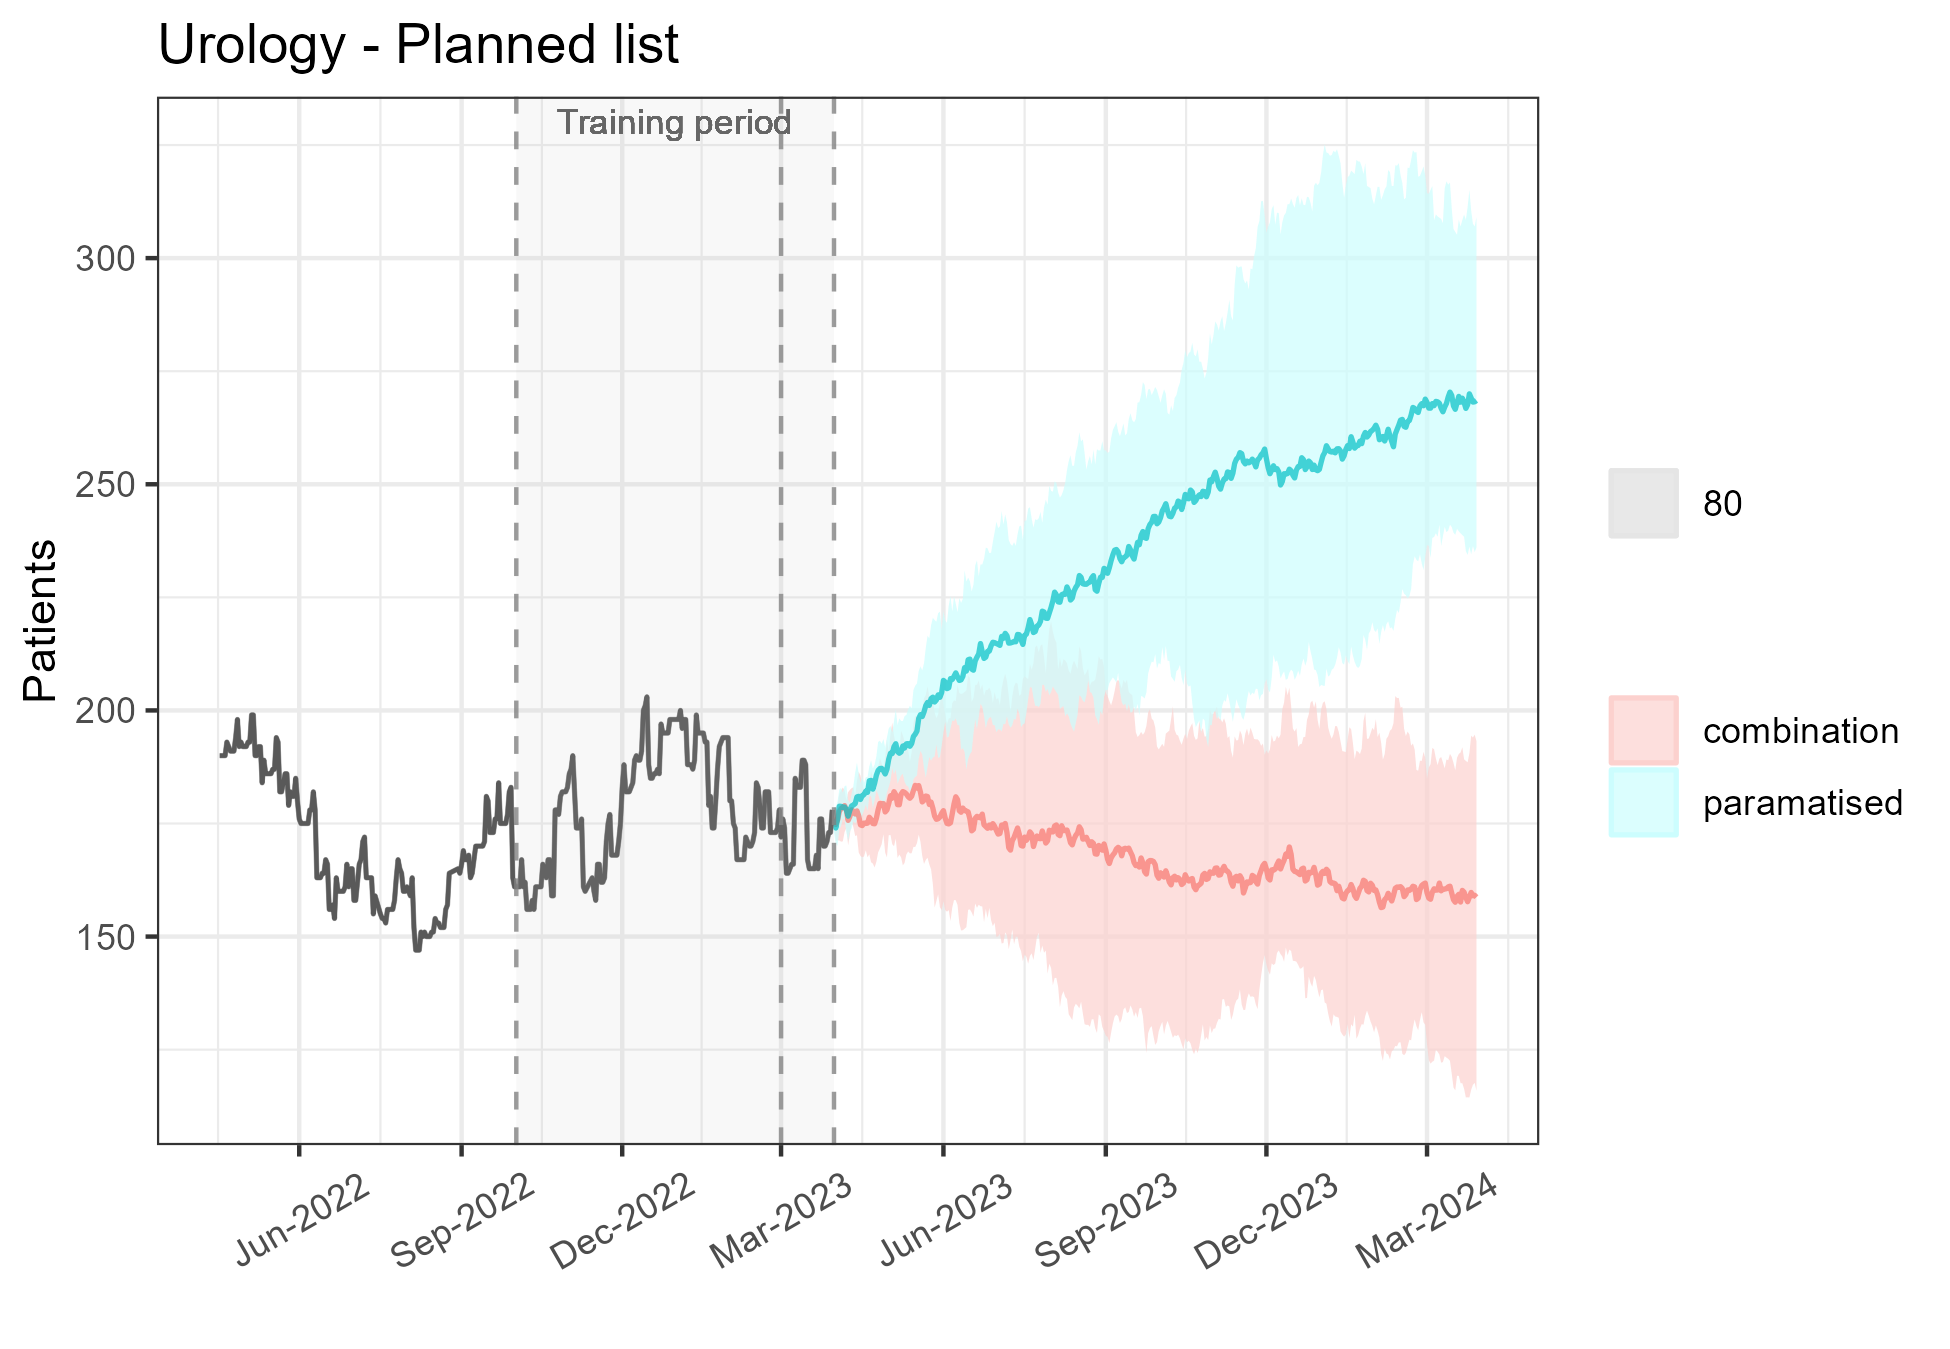 Urology - Planned list
Training period
Patients
300
250
200
150
Jun-2022
Sep-2022
Dec-2022
Mar-2023
Jun-2023
Sep-2023
Dec-2023
Mar-2024
80
combination
paramatised